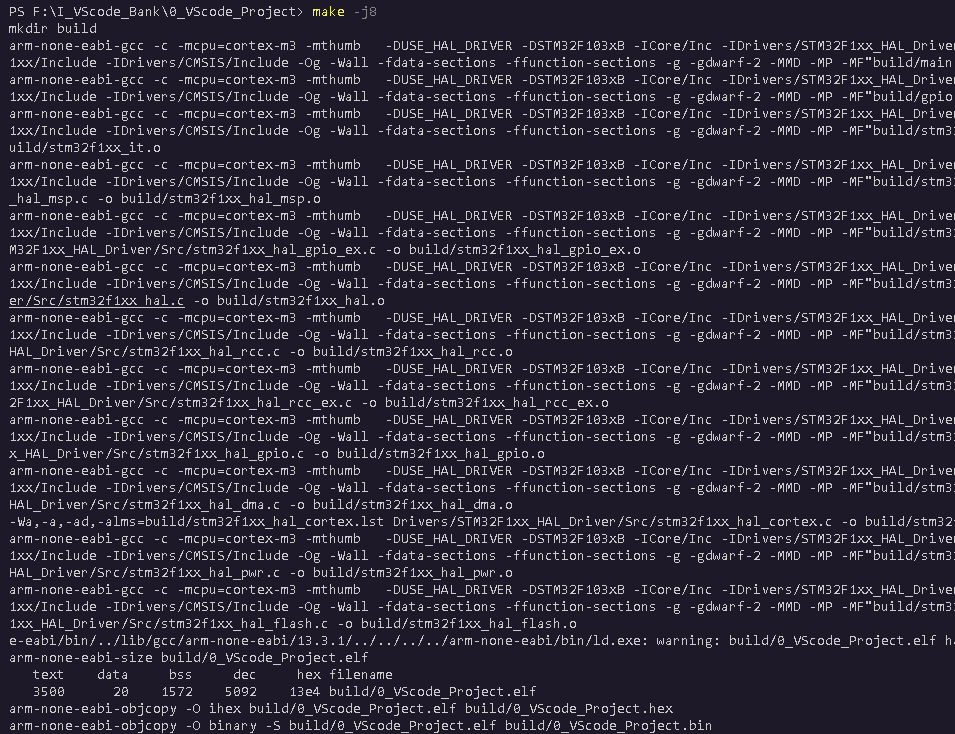 PS F:\I_VScode_Bank\0_VScode_Project> make -j8
mkdir build
arm-none-eabi-gcc -c -mcpu=cortex-m3 -mthumb   -DUSE_HAL_DRIVER -DSTM32F103xB -ICore/Inc -IDrivers/STM32F1xx_HAL_Driver
1xx/Include -IDrivers/CMSIS/Include -Og -Wall -fdata-sections -ffunction-sections -g -gdwarf-2 -MMD -MP -MF"build/main
arm-none-eabi-gcc -c -mcpu=cortex-m3 -mthumb   -DUSE_HAL_DRIVER -DSTM32F103xB -ICore/Inc -IDrivers/STM32F1xx_HAL_Driver
1xx/Include -IDrivers/CMSIS/Include -Og -Wall -fdata-sections -ffunction-sections -g -gdwarf-2 -MMD -MP -MF"build/gpio
arm-none-eabi-gcc -c -mcpu=cortex-m3 -mthumb   -DUSE_HAL_DRIVER -DSTM32F103xB -ICore/Inc -IDrivers/STM32F1xx_HAL_Driver
1xx/Include -IDrivers/CMSIS/Include -Og -Wall -fdata-sections -ffunction-sections -g -gdwarf-2 -MMD -MP -MF"build/stm3
uild/stm32f1xx_it.o
arm-none-eabi-gcc -c -mcpu=cortex-m3 -mthumb   -DUSE_HAL_DRIVER -DSTM32F103xB -ICore/Inc -IDrivers/STM32F1xx_HAL_Driver
1xx/Include -IDrivers/CMSIS/Include -Og -Wall -fdata-sections -ffunction-sections -g -gdwarf-2 -MMD -MP -MF"build/stm3
_hal_msp.c -o build/stm32f1xx_hal_msp.o
arm-none-eabi-gcc -c -mcpu=cortex-m3 -mthumb   -DUSE_HAL_DRIVER -DSTM32F103xB -ICore/Inc -IDrivers/STM32F1xx_HAL_Driver
1xx/Include -IDrivers/CMSIS/Include -Og -Wall -fdata-sections -ffunction-sections -g -gdwarf-2 -MMD -MP -MF"build/stm3
M32F1xx_HAL_Driver/Src/stm32f1xx_hal_gpio_ex.c -o build/stm32f1xx_hal_gpio_ex.o
arm-none-eabi-gcc -c -mcpu=cortex-m3 -mthumb   -DUSE_HAL_DRIVER -DSTM32F103xB -ICore/Inc -IDrivers/STM32F1xx_HAL_Driver
1xx/Include -IDrivers/CMSIS/Include -Og -Wall -fdata-sections -ffunction-sections -g -gdwarf-2 -MMD -MP -MF"build/stm3
er/Src/stm32f1xx_hal.c -o build/stm32f1xx_hal.o
arm-none-eabi-gcc -c -mcpu=cortex-m3 -mthumb   -DUSE_HAL_DRIVER -DSTM32F103xB -ICore/Inc -IDrivers/STM32F1xx_HAL_Driver
1xx/Include -IDrivers/CMSIS/Include -Og -Wall -fdata-sections -ffunction-sections -g -gdwarf-2 -MMD -MP -MF"build/stm3
HAL_Driver/Src/stm32f1xx_hal_rcc.c -o build/stm32f1xx_hal_rcc.o
arm-none-eabi-gcc -c -mcpu=cortex-m3 -mthumb   -DUSE_HAL_DRIVER -DSTM32F103xB -ICore/Inc -IDrivers/STM32F1xx_HAL_Driver
1xx/Include -IDrivers/CMSIS/Include -Og -Wall -fdata-sections -ffunction-sections -g -gdwarf-2 -MMD -MP -MF"build/stm3
2F1xx_HAL_Driver/Src/stm32f1xx_hal_rcc_ex.c -o build/stm32f1xx_hal_rcc_ex.o
arm-none-eabi-gcc -c -mcpu=cortex-m3 -mthumb   -DUSE_HAL_DRIVER -DSTM32F103xB -ICore/Inc -IDrivers/STM32F1xx_HAL_Driver
1xx/Include -IDrivers/CMSIS/Include -Og -Wall -fdata-sections -ffunction-sections -g -gdwarf-2 -MMD -MP -MF"build/stm3
x_HAL_Driver/Src/stm32f1xx_hal_gpio.c -o build/stm32f1xx_hal_gpio.o
arm-none-eabi-gcc -c -mcpu=cortex-m3 -mthumb   -DUSE_HAL_DRIVER -DSTM32F103xB -ICore/Inc -IDrivers/STM32F1xx_HAL_Driver
1xx/Include -IDrivers/CMSIS/Include -Og -Wall -fdata-sections -ffunction-sections -g -gdwarf-2 -MMD -MP -MF"build/stm3
HAL_Driver/Src/stm32f1xx_hal_dma.c -o build/stm32f1xx_hal_dma.o
-Wa,-a,-ad,-alms=build/stm32f1xx_hal_cortex.lst Drivers/STM32F1xx_HAL_Driver/Src/stm32f1xx_hal_cortex.c -o build/stm32
arm-none-eabi-gcc -c -mcpu=cortex-m3 -mthumb   -DUSE_HAL_DRIVER -DSTM32F103xB -ICore/Inc -IDrivers/STM32F1xx_HAL_Driver
1xx/Include -IDrivers/CMSIS/Include -Og -Wall -fdata-sections -ffunction-sections -g -gdwarf-2 -MMD -MP -MF"build/stm3
HAL_Driver/Src/stm32f1xx_hal_pwr.c -o build/stm32f1xx_hal_pwr.o
arm-none-eabi-gcc -c -mcpu=cortex-m3 -mthumb   -DUSE_HAL_DRIVER -DSTM32F103xB -ICore/Inc -IDrivers/STM32F1xx_HAL_Driver
1xx/Include -IDrivers/CMSIS/Include -Og -Wall -fdata-sections -ffunction-sections -g -gdwarf-2 -MMD -MP -MF"build/stm3
1xx_HAL_Driver/Src/stm32f1xx_hal_flash.c -o build/stm32f1xx_hal_flash.o
e-eabi/bin/../lib/gcc/arm-none-eabi/13.3.1/../../../../arm-none-eabi/bin/ld.exe: warning: build/0_VScode_Project.elf h
arm-none-eabi-size build/0_VScode_Project.elf
   text    data     bss     dec     hex filename
   3500      20    1572    5092    13e4 build/0_VScode_Project.elf
arm-none-eabi-objcopy -O ihex build/0_VScode_Project.elf build/0_VScode_Project.hex
arm-none-eabi-objcopy -O binary -S build/0_VScode_Project.elf build/0_VScode_Project.bin